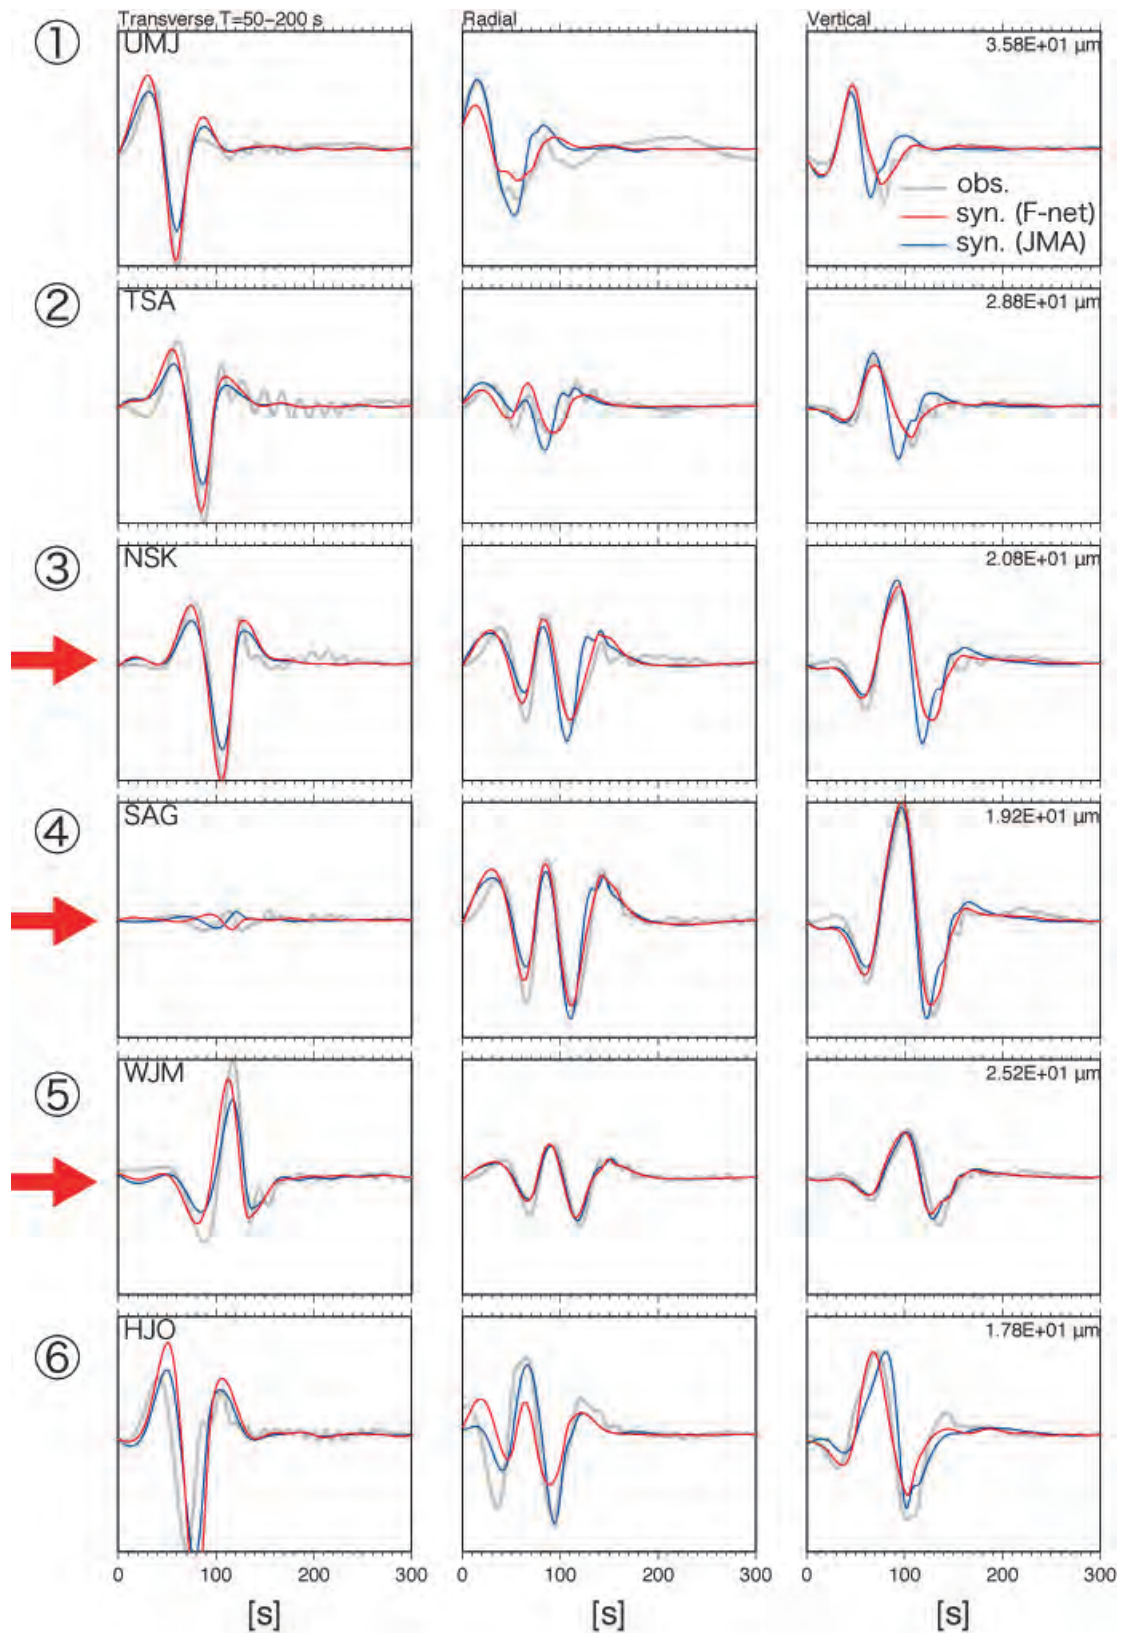 Transverse, T=50-200 s Radial Vertical
① UMJ 3.58E+01 µm
obs.
syn. (F-net)
syn. (JMA)
② TSA 2.88E+01 µm
③ NSK 2.08E+01 µm
④ SAG 1.92E+01 µm
⑤ WJM 2.52E+01 µm
⑥ HJO 1.78E+01 µm
0 100 200 300 0 100 200 300 0 100 200 300
[s] [s] [s]